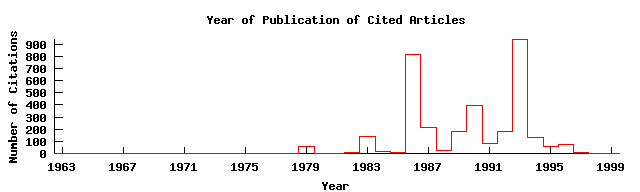 Year of Publication of Cited Articles
Number of Citations
900
800
700
600
500
400
300
200
100
0
1963 1967 1971 1975 1979 1983 1987 1991 1995 1999
Year